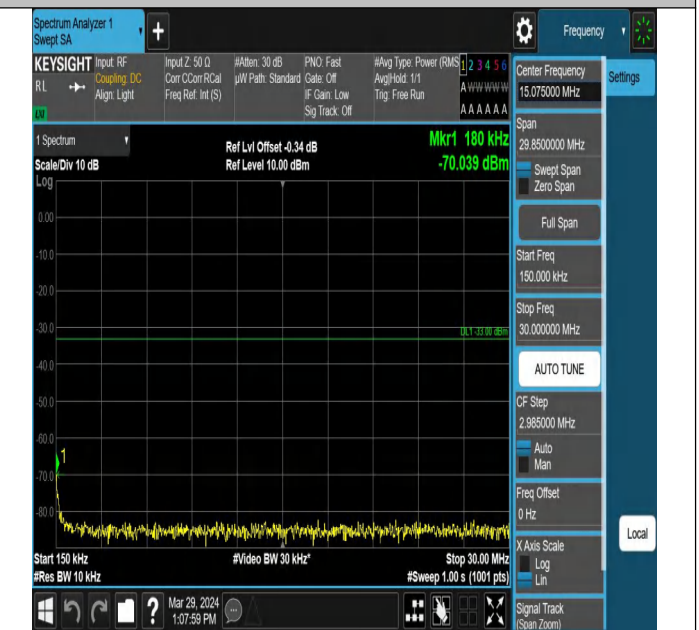 Spectrum Analyzer 1
Swept SA
+
Frequency
KEYSIGHT
RL
LXI
Input: RF
Coupling: DC
Align: Light
Input Z: 50 Ω
Corr CCorr RCal
Freq Ref: Int (S)
#Atten: 30 dB
µW Path: Standard
PNO: Fast
Gate: Off
IF Gain: Low
Sig Track: Off
#Avg Type: Power (RMS
Avg|Hold: 1/1
Trig: Free Run
1 2 3 4 5 6
A W W W W W
A A A A A A
1 Spectrum
Scale/Div 10 dB
Log
Ref Lvl Offset -0.34 dB
Ref Level 10.00 dBm
Mkr1 180 kHz
-70.039 dBm
0.00
-10.0
-20.0
-30.0
DL1 -33.00 dBm
-40.0
-50.0
-60.0
1
-70.0
-80.0
Start 150 kHz
#Res BW 10 kHz
#Video BW 30 kHz*
Stop 30.00 MHz
#Sweep 1.00 s (1001 pts)
?
Mar 29, 2024
1:07:59 PM
Center Frequency
15.075000 MHz
Settings
Span
29.8500000 MHz
Swept Span
Zero Span
Full Span
Start Freq
150.000 kHz
Stop Freq
30.000000 MHz
AUTO TUNE
CF Step
2.985000 MHz
Auto
Man
Freq Offset
0 Hz
Local
X Axis Scale
Log
Lin
Signal Track
(Span Zoom)